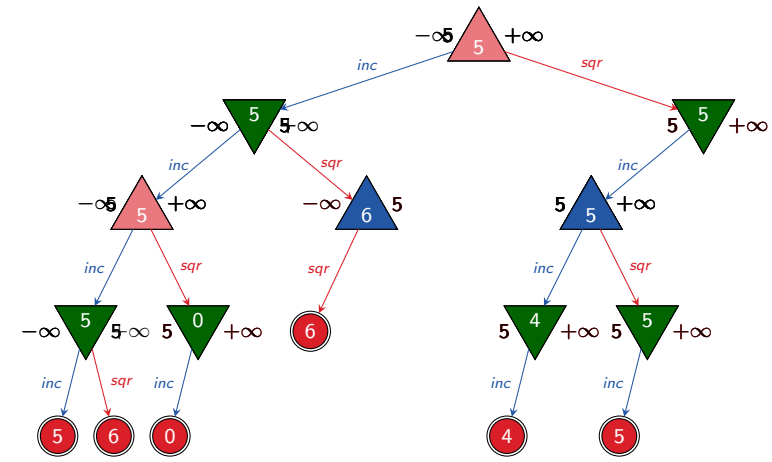 −∞ 5 5 +∞
inc sqr
−∞ 5 5 +∞ 5 5 +∞
inc sqr inc
−∞ 5 5 +∞ −∞ 6 5 5 5 +∞
inc sqr sqr inc sqr
−∞ 5 5 +∞ 5 0 +∞ 6 5 4 +∞ 5 5 +∞
inc sqr inc inc inc
5 6 0 4 5